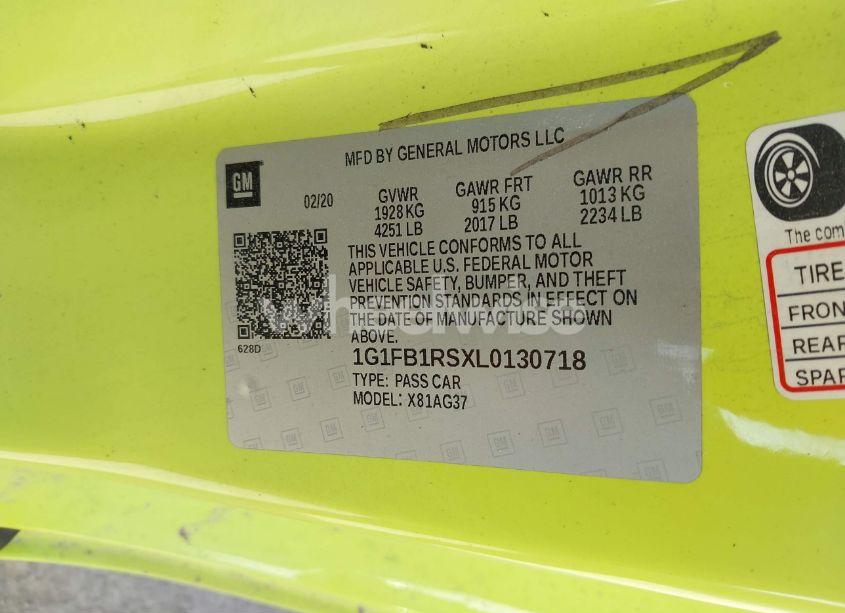 MFD BY GENERAL MOTORS LLC
GM
02/20
GVWR
1928 KG
4251 LB
GAWR FRT
915 KG
2017 LB
GAWR RR
1013 KG
2234 LB
THIS VEHICLE CONFORMS TO ALL
APPLICABLE U.S. FEDERAL MOTOR
VEHICLE SAFETY, BUMPER, AND THEFT
PREVENTION STANDARDS IN EFFECT ON
THE DATE OF MANUFACTURE SHOWN
ABOVE.
628D
1G1FB1RSXL0130718
TYPE: PASS CAR
MODEL: X81AG37
The com
TIRE
FRON
REAR
SPAR